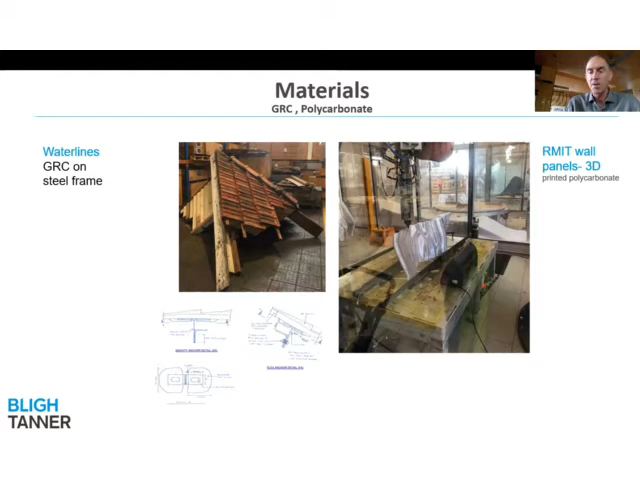 Materials
GRC , Polycarbonate
Waterlines
GRC on
steel frame
RMIT wall
panels- 3D
printed polycarbonate
BLIGH
TANNER